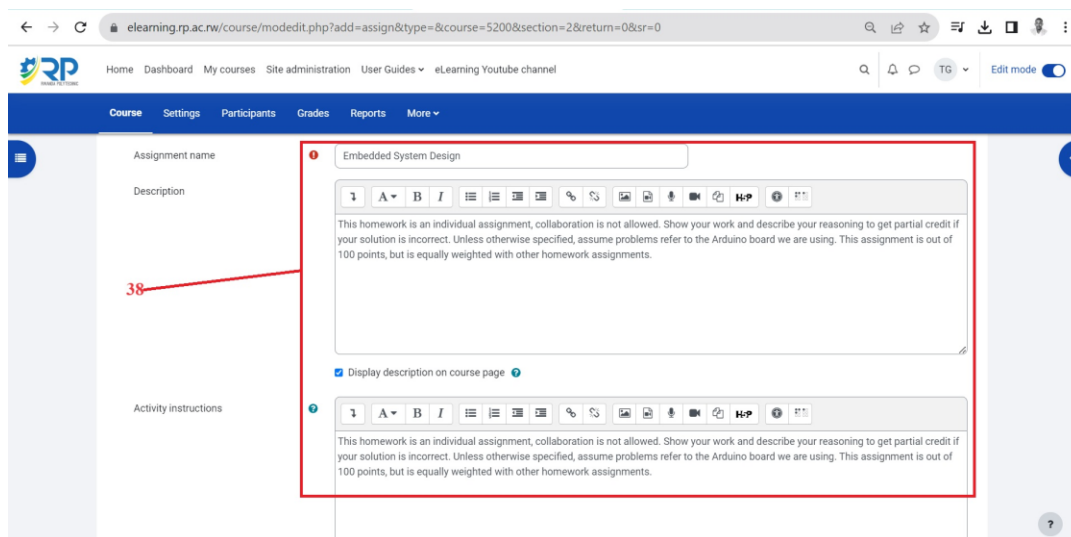 elearning.rp.ac.rw/course/modedit.php?add=assign&type=&course=5200&section=2&return=0&sr=0
RP
Home Dashboard My courses Site administration User Guides eLearning Youtube channel
TG
Edit mode
RWANDA POLYTECHNIC
Course Settings Participants Grades Reports More
Assignment name
Embedded System Design
Description
A B I H-P
This homework is an individual assignment, collaboration is not allowed. Show your work and describe your reasoning to get partial credit if
your solution is incorrect. Unless otherwise specified, assume problems refer to the Arduino board we are using. This assignment is out of
100 points, but is equally weighted with other homework assignments.
38
Display description on course page
Activity instructions
A B I H-P
This homework is an individual assignment, collaboration is not allowed. Show your work and describe your reasoning to get partial credit if
your solution is incorrect. Unless otherwise specified, assume problems refer to the Arduino board we are using. This assignment is out of
100 points, but is equally weighted with other homework assignments.
?